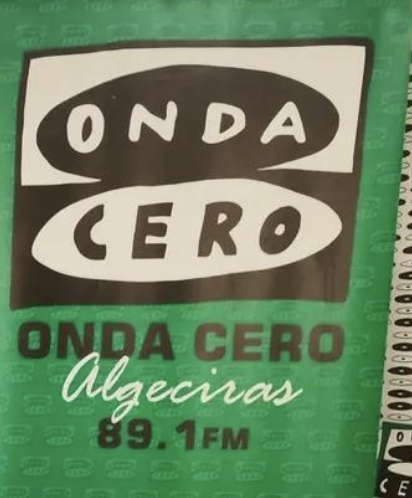 ONDA
CERO
ONDA CERO
Algeciras
89.1FM